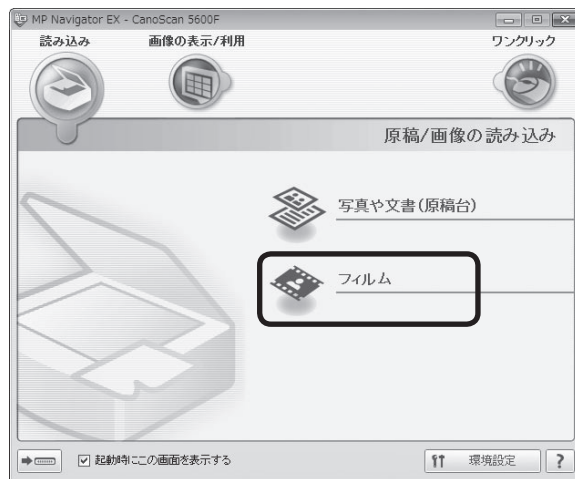 MP Navigator EX - CanoScan 5600F
読み込み
画像の表示/利用
ワンクリック
原稿/画像の読み込み
写真や文書(原稿台)
フィルム
起動時にこの画面を表示する
環境設定
?